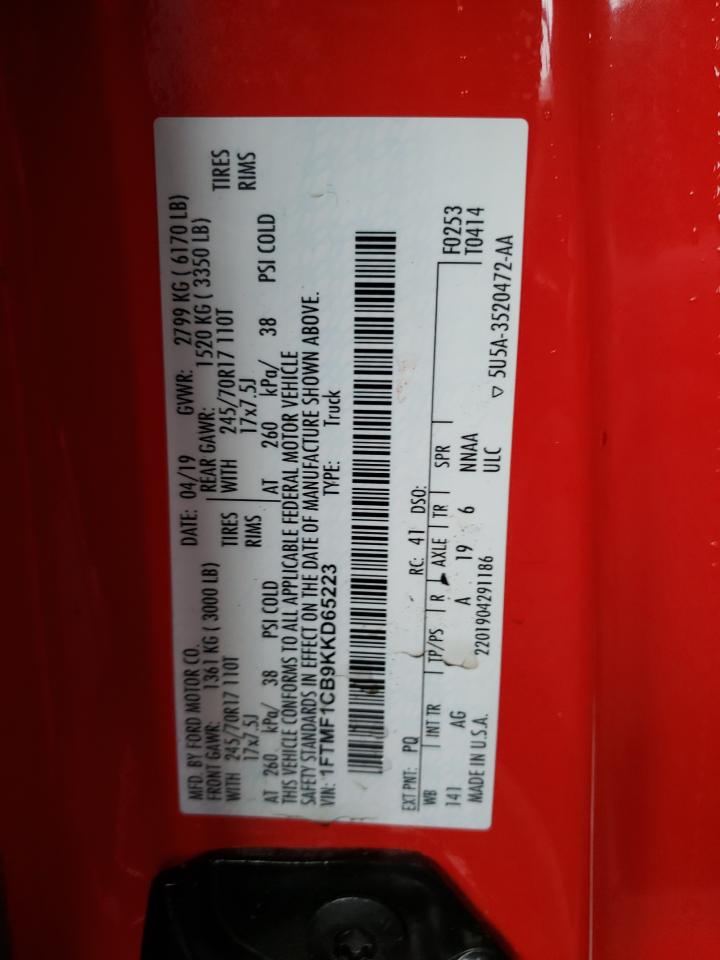 MFD. BY FORD MOTOR CO.
DATE: 04/19 GVWR: 2799 KG ( 6170 LB)
FRONT GAWR: 1361 KG ( 3000 LB) REAR GAWR: 1520 KG ( 3350 LB)
WITH 245/70R17 110T TIRES WITH 245/70R17 110T TIRES
17x7.5J RIMS 17x7.5J RIMS
AT 260 kPa/ 38 PSI COLD AT 260 kPa/ 38 PSI COLD
THIS VEHICLE CONFORMS TO ALL APPLICABLE FEDERAL MOTOR VEHICLE
SAFETY STANDARDS IN EFFECT ON THE DATE OF MANUFACTURE SHOWN ABOVE.
VIN: 1FTMF1CB9KKD65223 TYPE: Truck
EXT PNT: PQ RC: 41 DSO: F0253
WB INT TR TP/PS R AXLE TR SPR T0414
141 AG A 19 6 NNAA
2201904291186 ULC
MADE IN U.S.A. ▽ 5U5A-3520472-AA